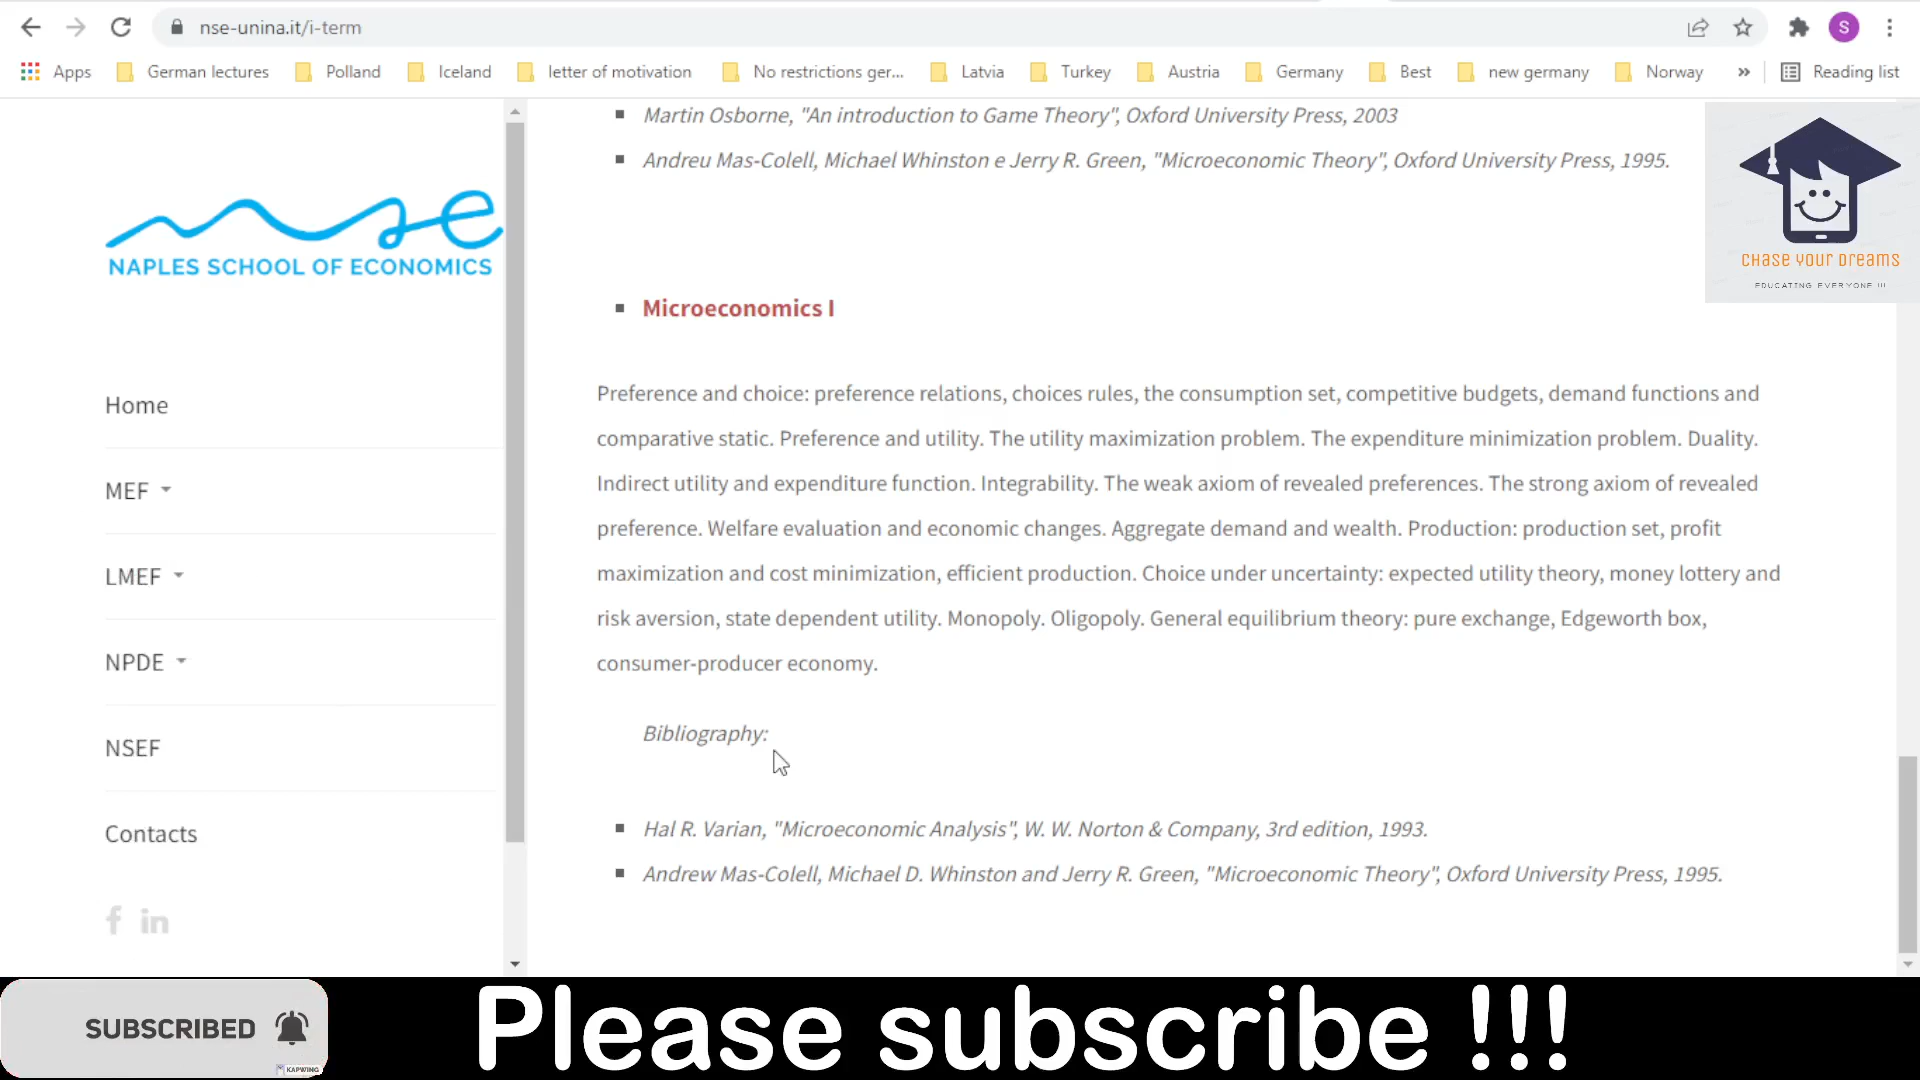 nse-unina.it/i-term
S
Apps German lectures Polland Iceland letter of motivation No restrictions ger... Latvia Turkey Austria Germany Best new germany Norway » Reading list
Martin Osborne, "An introduction to Game Theory", Oxford University Press, 2003
Andreu Mas-Colell, Michael Whinston e Jerry R. Green, "Microeconomic Theory", Oxford University Press, 1995.
CHASE YOUR DREAMS
EDUCATING EVERYONE !!!
nse
NAPLES SCHOOL OF ECONOMICS
Home
MEF
LMEF
NPDE
NSEF
Contacts
f in
Microeconomics I
Preference and choice: preference relations, choices rules, the consumption set, competitive budgets, demand functions and
comparative static. Preference and utility. The utility maximization problem. The expenditure minimization problem. Duality.
Indirect utility and expenditure function. Integrability. The weak axiom of revealed preferences. The strong axiom of revealed
preference. Welfare evaluation and economic changes. Aggregate demand and wealth. Production: production set, profit
maximization and cost minimization, efficient production. Choice under uncertainty: expected utility theory, money lottery and
risk aversion, state dependent utility. Monopoly. Oligopoly. General equilibrium theory: pure exchange, Edgeworth box,
consumer-producer economy.
Bibliography:
Hal R. Varian, "Microeconomic Analysis", W. W. Norton & Company, 3rd edition, 1993.
Andrew Mas-Colell, Michael D. Whinston and Jerry R. Green, "Microeconomic Theory", Oxford University Press, 1995.
SUBSCRIBED
KAPWING
Please subscribe !!!